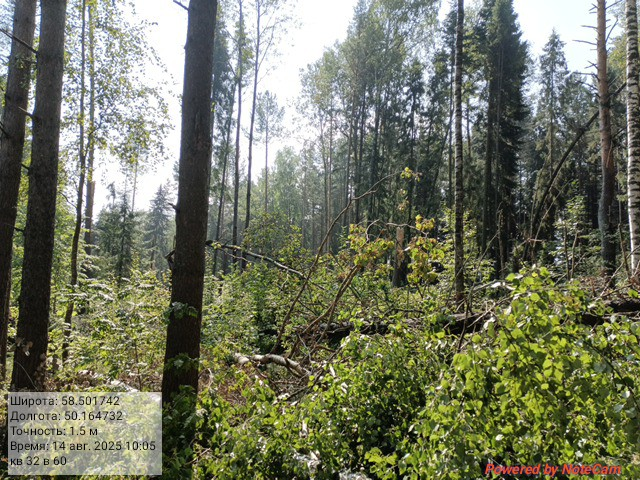 Широта: 58.501742
Долгота: 50.164732
Точность: 1.5 м
Время: 14 авг. 2025 10:05
кв 32 в 60
Powered by NoteCam